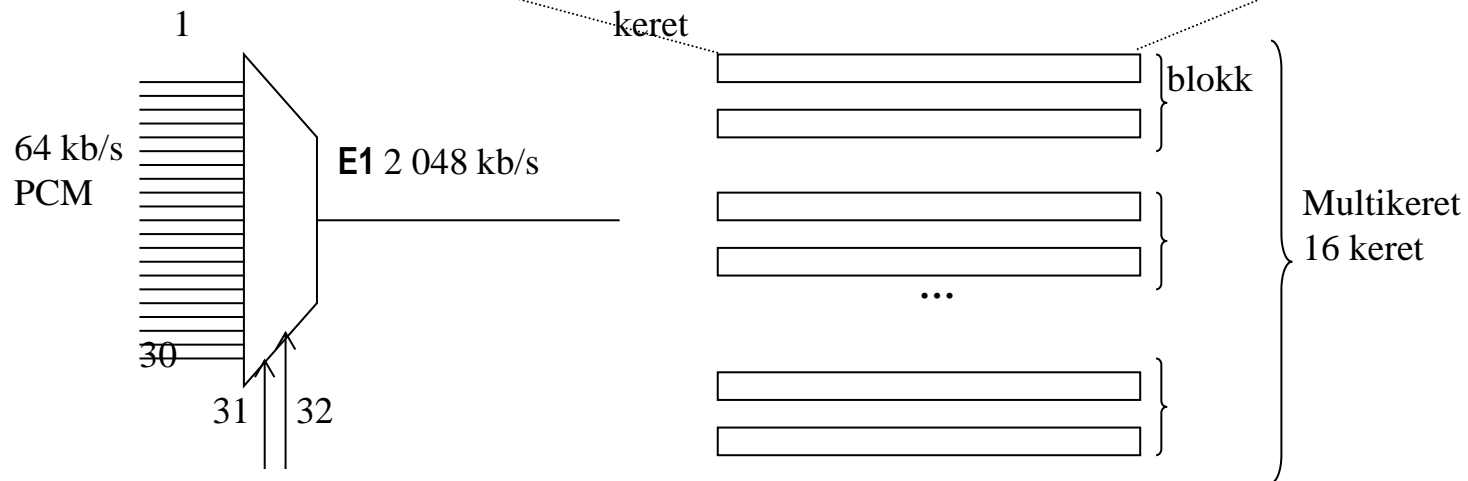 1
keret
blokk
64 kb/s
PCM
E1 2 048 kb/s
Multikeret
16 keret
...
30
31
32